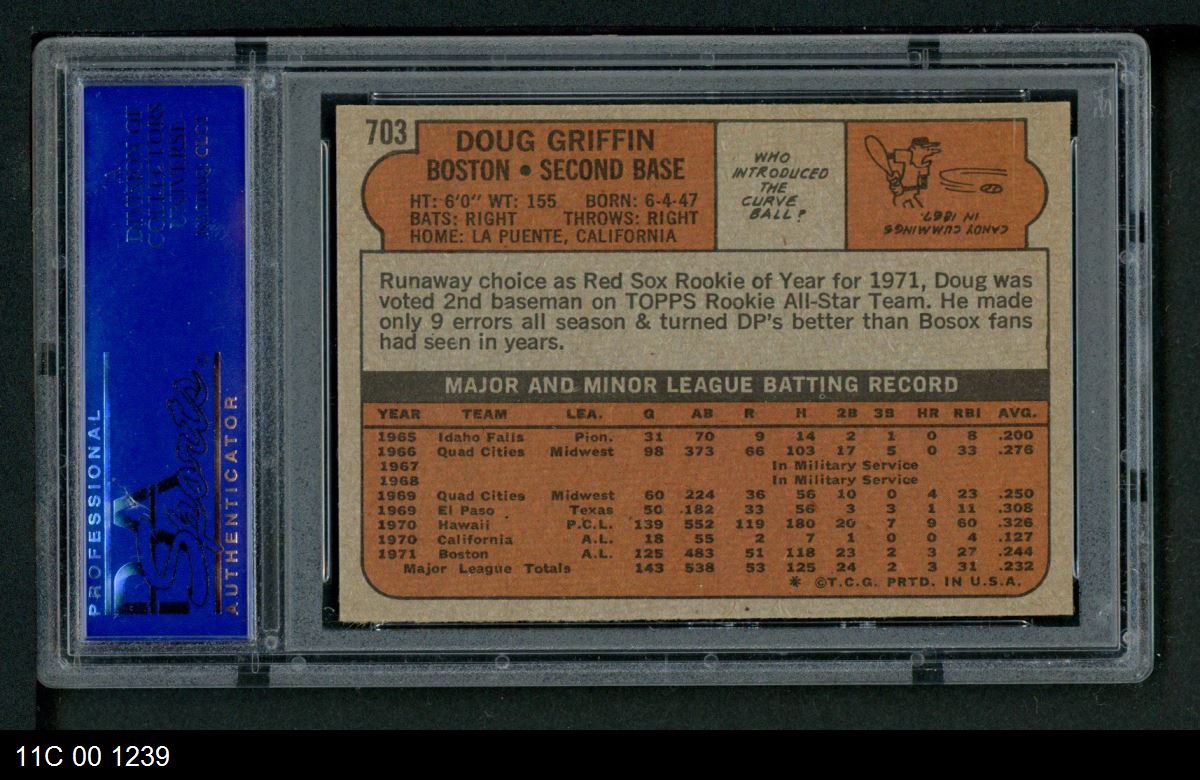 A
DIVISION OF
COLLECTORS
UNIVERSE
NASDAQ: CLCT
PROFESSIONAL
PSA
Sports
AUTHENTICATOR
703
DOUG GRIFFIN
BOSTON • SECOND BASE
HT: 6'0" WT: 155 BORN: 6-4-47
BATS: RIGHT THROWS: RIGHT
HOME: LA PUENTE, CALIFORNIA
WHO
INTRODUCED
THE
CURVE
BALL?
CANDY CUMMINGS
IN 1867.
Runaway choice as Red Sox Rookie of Year for 1971, Doug was
voted 2nd baseman on TOPPS Rookie All-Star Team. He made
only 9 errors all season & turned DP's better than Bosox fans
had seen in years.
MAJOR AND MINOR LEAGUE BATTING RECORD
YEAR TEAM LEA. G AB R H 2B 3B HR RBI AVG.
1965 Idaho Falls Pion. 31 70 9 14 2 1 0 8 .200
1966 Quad Cities Midwest 98 373 66 103 17 5 0 33 .276
1967 In Military Service
1968 In Military Service
1969 Quad Cities Midwest 60 224 36 56 10 0 4 23 .250
1969 El Paso Texas 50 182 33 56 3 3 1 11 .308
1970 Hawaii P.C.L. 139 552 119 180 20 7 9 60 .326
1970 California A.L. 18 55 2 7 1 0 0 4 .127
1971 Boston A.L. 125 483 51 118 23 2 3 27 .244
Major League Totals 143 538 53 125 24 2 3 31 .232
* ©T.C.G. PRTD. IN U.S.A.
11C 00 1239